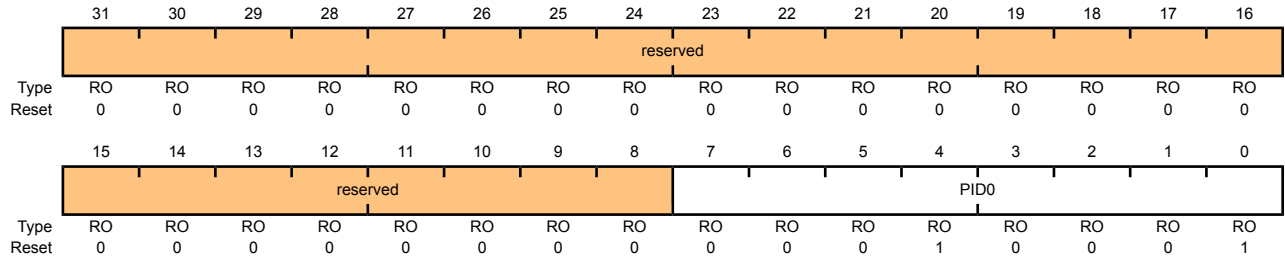 31 30 29 28 27 26 25 24 23 22 21 20 19 18 17 16
reserved
Type RO RO RO RO RO RO RO RO RO RO RO RO RO RO RO RO
Reset 0 0 0 0 0 0 0 0 0 0 0 0 0 0 0 0
15 14 13 12 11 10 9 8 7 6 5 4 3 2 1 0
reserved PID0
Type RO RO RO RO RO RO RO RO RO RO RO RO RO RO RO RO
Reset 0 0 0 0 0 0 0 0 0 0 0 1 0 0 0 1